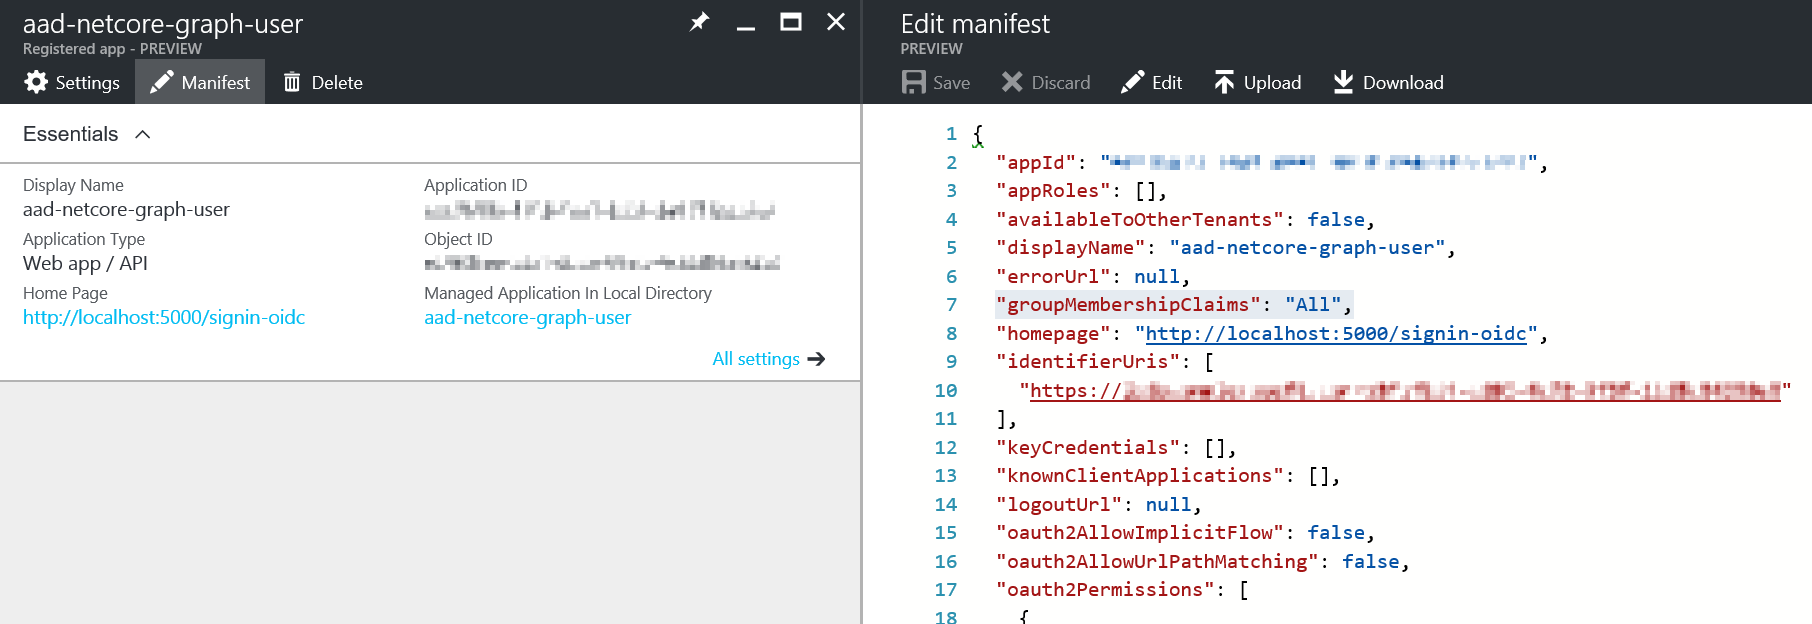 aad-netcore-graph-user
Registered app - PREVIEW
Settings
Manifest
Delete
Essentials
Display Name
aad-netcore-graph-user
Application ID
Application Type
Web app / API
Object ID
Home Page
http://localhost:5000/signin-oidc
Managed Application In Local Directory
aad-netcore-graph-user
All settings
Edit manifest
PREVIEW
Save
Discard
Edit
Upload
Download
1 {
2 "appId": "",
3 "appRoles": [],
4 "availableToOtherTenants": false,
5 "displayName": "aad-netcore-graph-user",
6 "errorUrl": null,
7 "groupMembershipClaims": "All",
8 "homepage": "http://localhost:5000/signin-oidc",
9 "identifierUris": [
10 "https://"
11 ],
12 "keyCredentials": [],
13 "knownClientApplications": [],
14 "logoutUrl": null,
15 "oauth2AllowImplicitFlow": false,
16 "oauth2AllowUrlPathMatching": false,
17 "oauth2Permissions": [
18 {